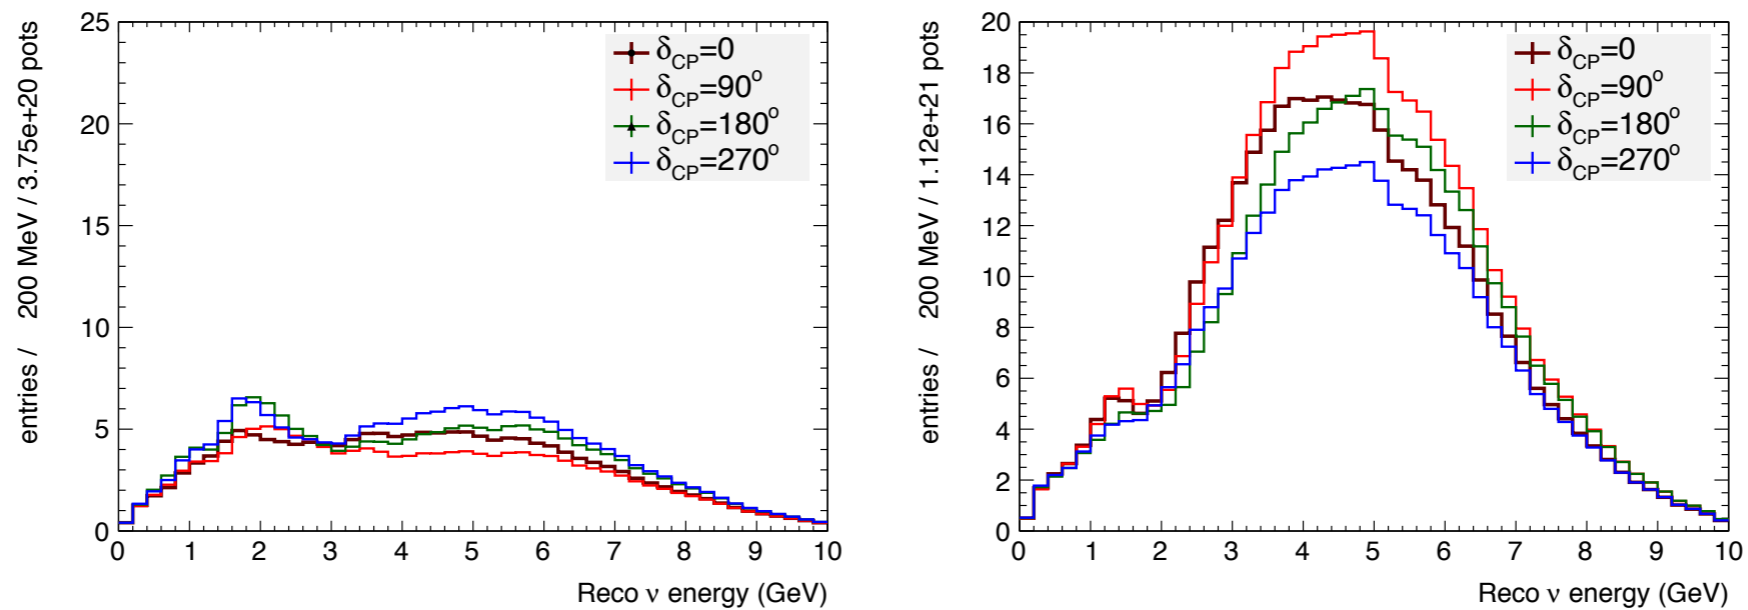 entries / 200 MeV / 3.75e+20 pots
25
20
15
10
5
0
δCP=0
δCP=90°
δCP=180°
δCP=270°
0 1 2 3 4 5 6 7 8 9 10
Reco ν energy (GeV)
entries / 200 MeV / 1.12e+21 pots
20
18
16
14
12
10
8
6
4
2
0
δCP=0
δCP=90°
δCP=180°
δCP=270°
0 1 2 3 4 5 6 7 8 9 10
Reco ν energy (GeV)